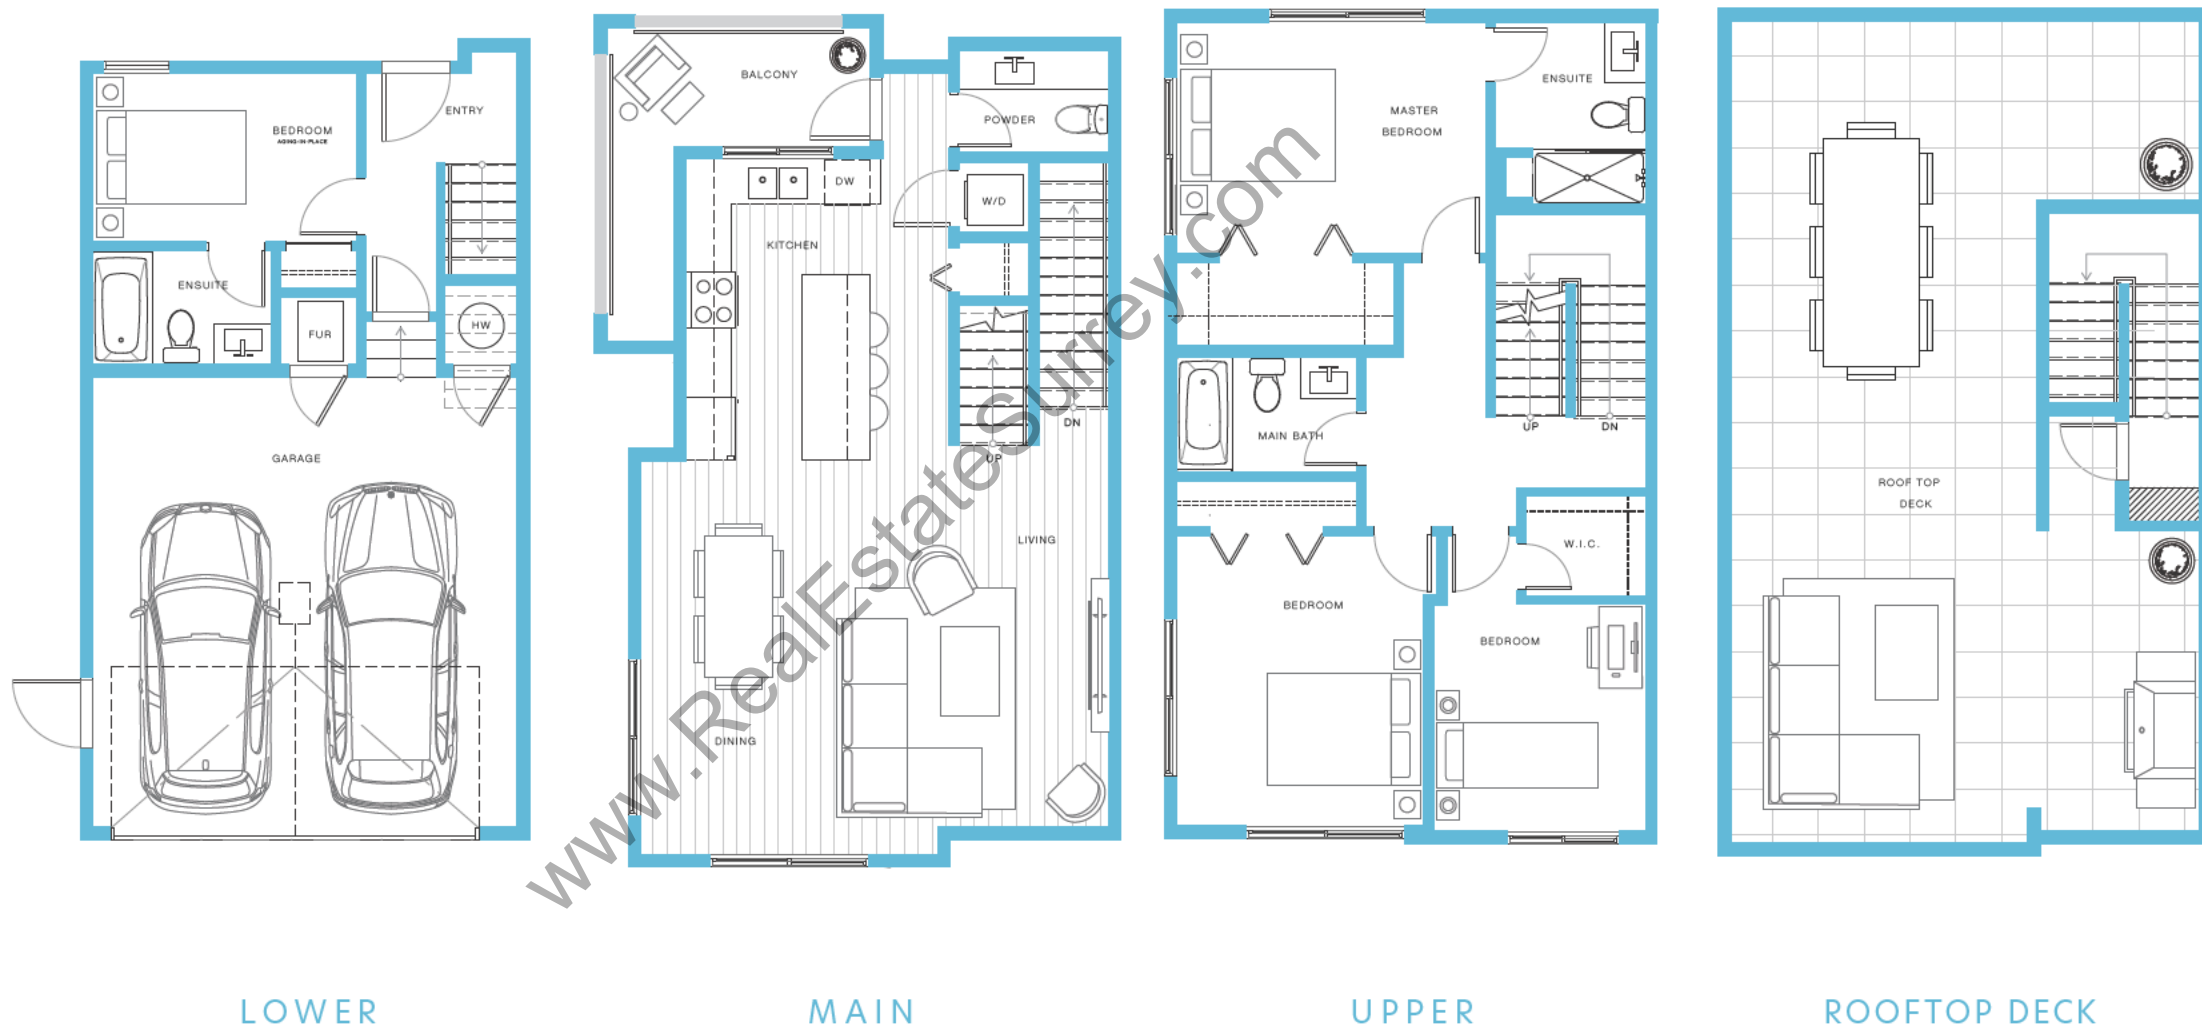 BEDROOM
AGING-IN-PLACE
ENTRY
ENSUITE
FUR
HW
GARAGE
LOWER
BALCONY
POWDER
DW
W/D
KITCHEN
DN
UP
LIVING
DINING
MAIN
MASTER
BEDROOM
ENSUITE
MAIN BATH
UP
DN
W.I.C.
BEDROOM
BEDROOM
UPPER
ROOF TOP
DECK
ROOFTOP DECK
www.RealEstateSurrey.com